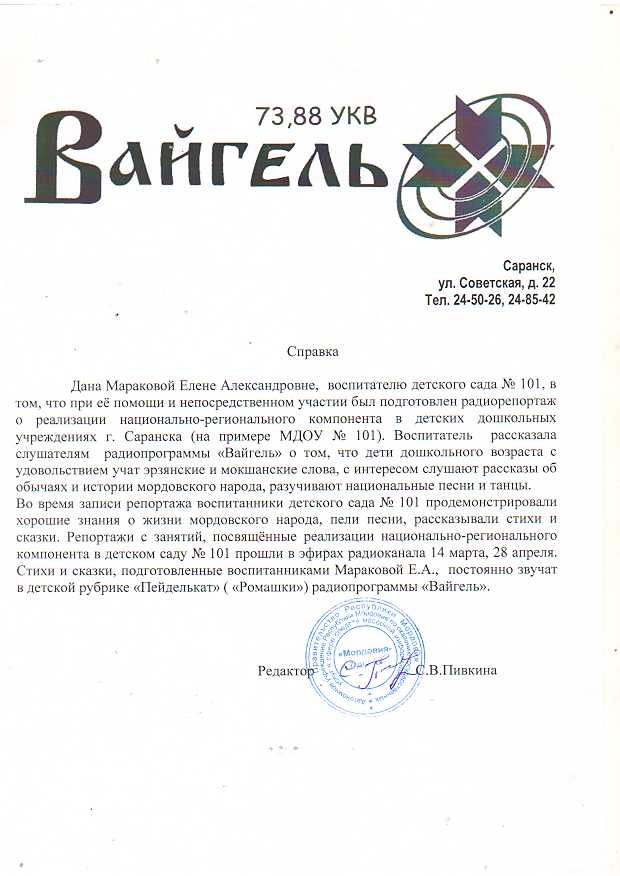 73,88 УКВ
Вайгель
Саранск,
ул. Советская, д. 22
Тел. 24-50-26, 24-85-42
Справка
Дана Мараковой Елене Александровне, воспитателю детского сада № 101, в
том, что при её помощи и непосредственном участии был подготовлен радиорепортаж
о реализации национально-регионального компонента в детских дошкольных
учреждениях г. Саранска (на примере МДОУ № 101). Воспитатель рассказала
слушателям радиопрограммы «Вайгель» о том, что дети дошкольного возраста с
удовольствием учат эрзянские и мокшанские слова, с интересом слушают рассказы об
обычаях и истории мордовского народа, разучивают национальные песни и танцы.
Во время записи репортажа воспитанники детского сада № 101 продемонстрировали
хорошие знания о жизни мордовского народа, пели песни, рассказывали стихи и
сказки. Репортажи с занятий, посвящённые реализации национально-регионального
компонента в детском саду № 101 прошли в эфирах радиоканала 14 марта, 28 апреля.
Стихи и сказки, подготовленные воспитанниками Мараковой Е.А., постоянно звучат
в детской рубрике «Пейделькат» ( «Ромашки») радиопрограммы «Вайгель».
Правительство Республики Мордовия
«Мордовия-
Редактор С.В.Пивкина